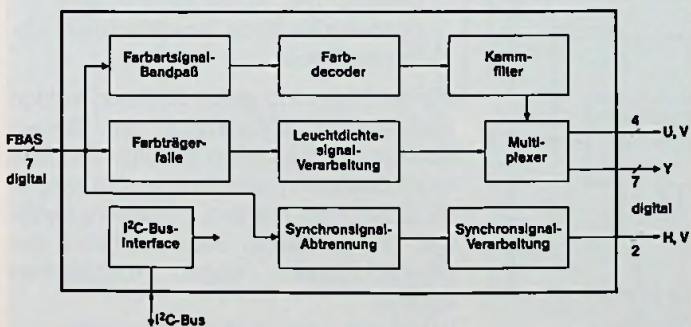 Farbartsignal-
Bandpaß
Farb-
decoder
Kamm-
filter
FBAS
7
digital
Farbträger-
falle
Leuchtdichte-
signal-
Verarbeitung
Multi-
plexer
4
U, V
7
Y
digital
I²C-Bus-
Interface
Synchronsignal-
Abtrennung
Synchronsignal-
Verarbeitung
2
H, V
I²C-Bus